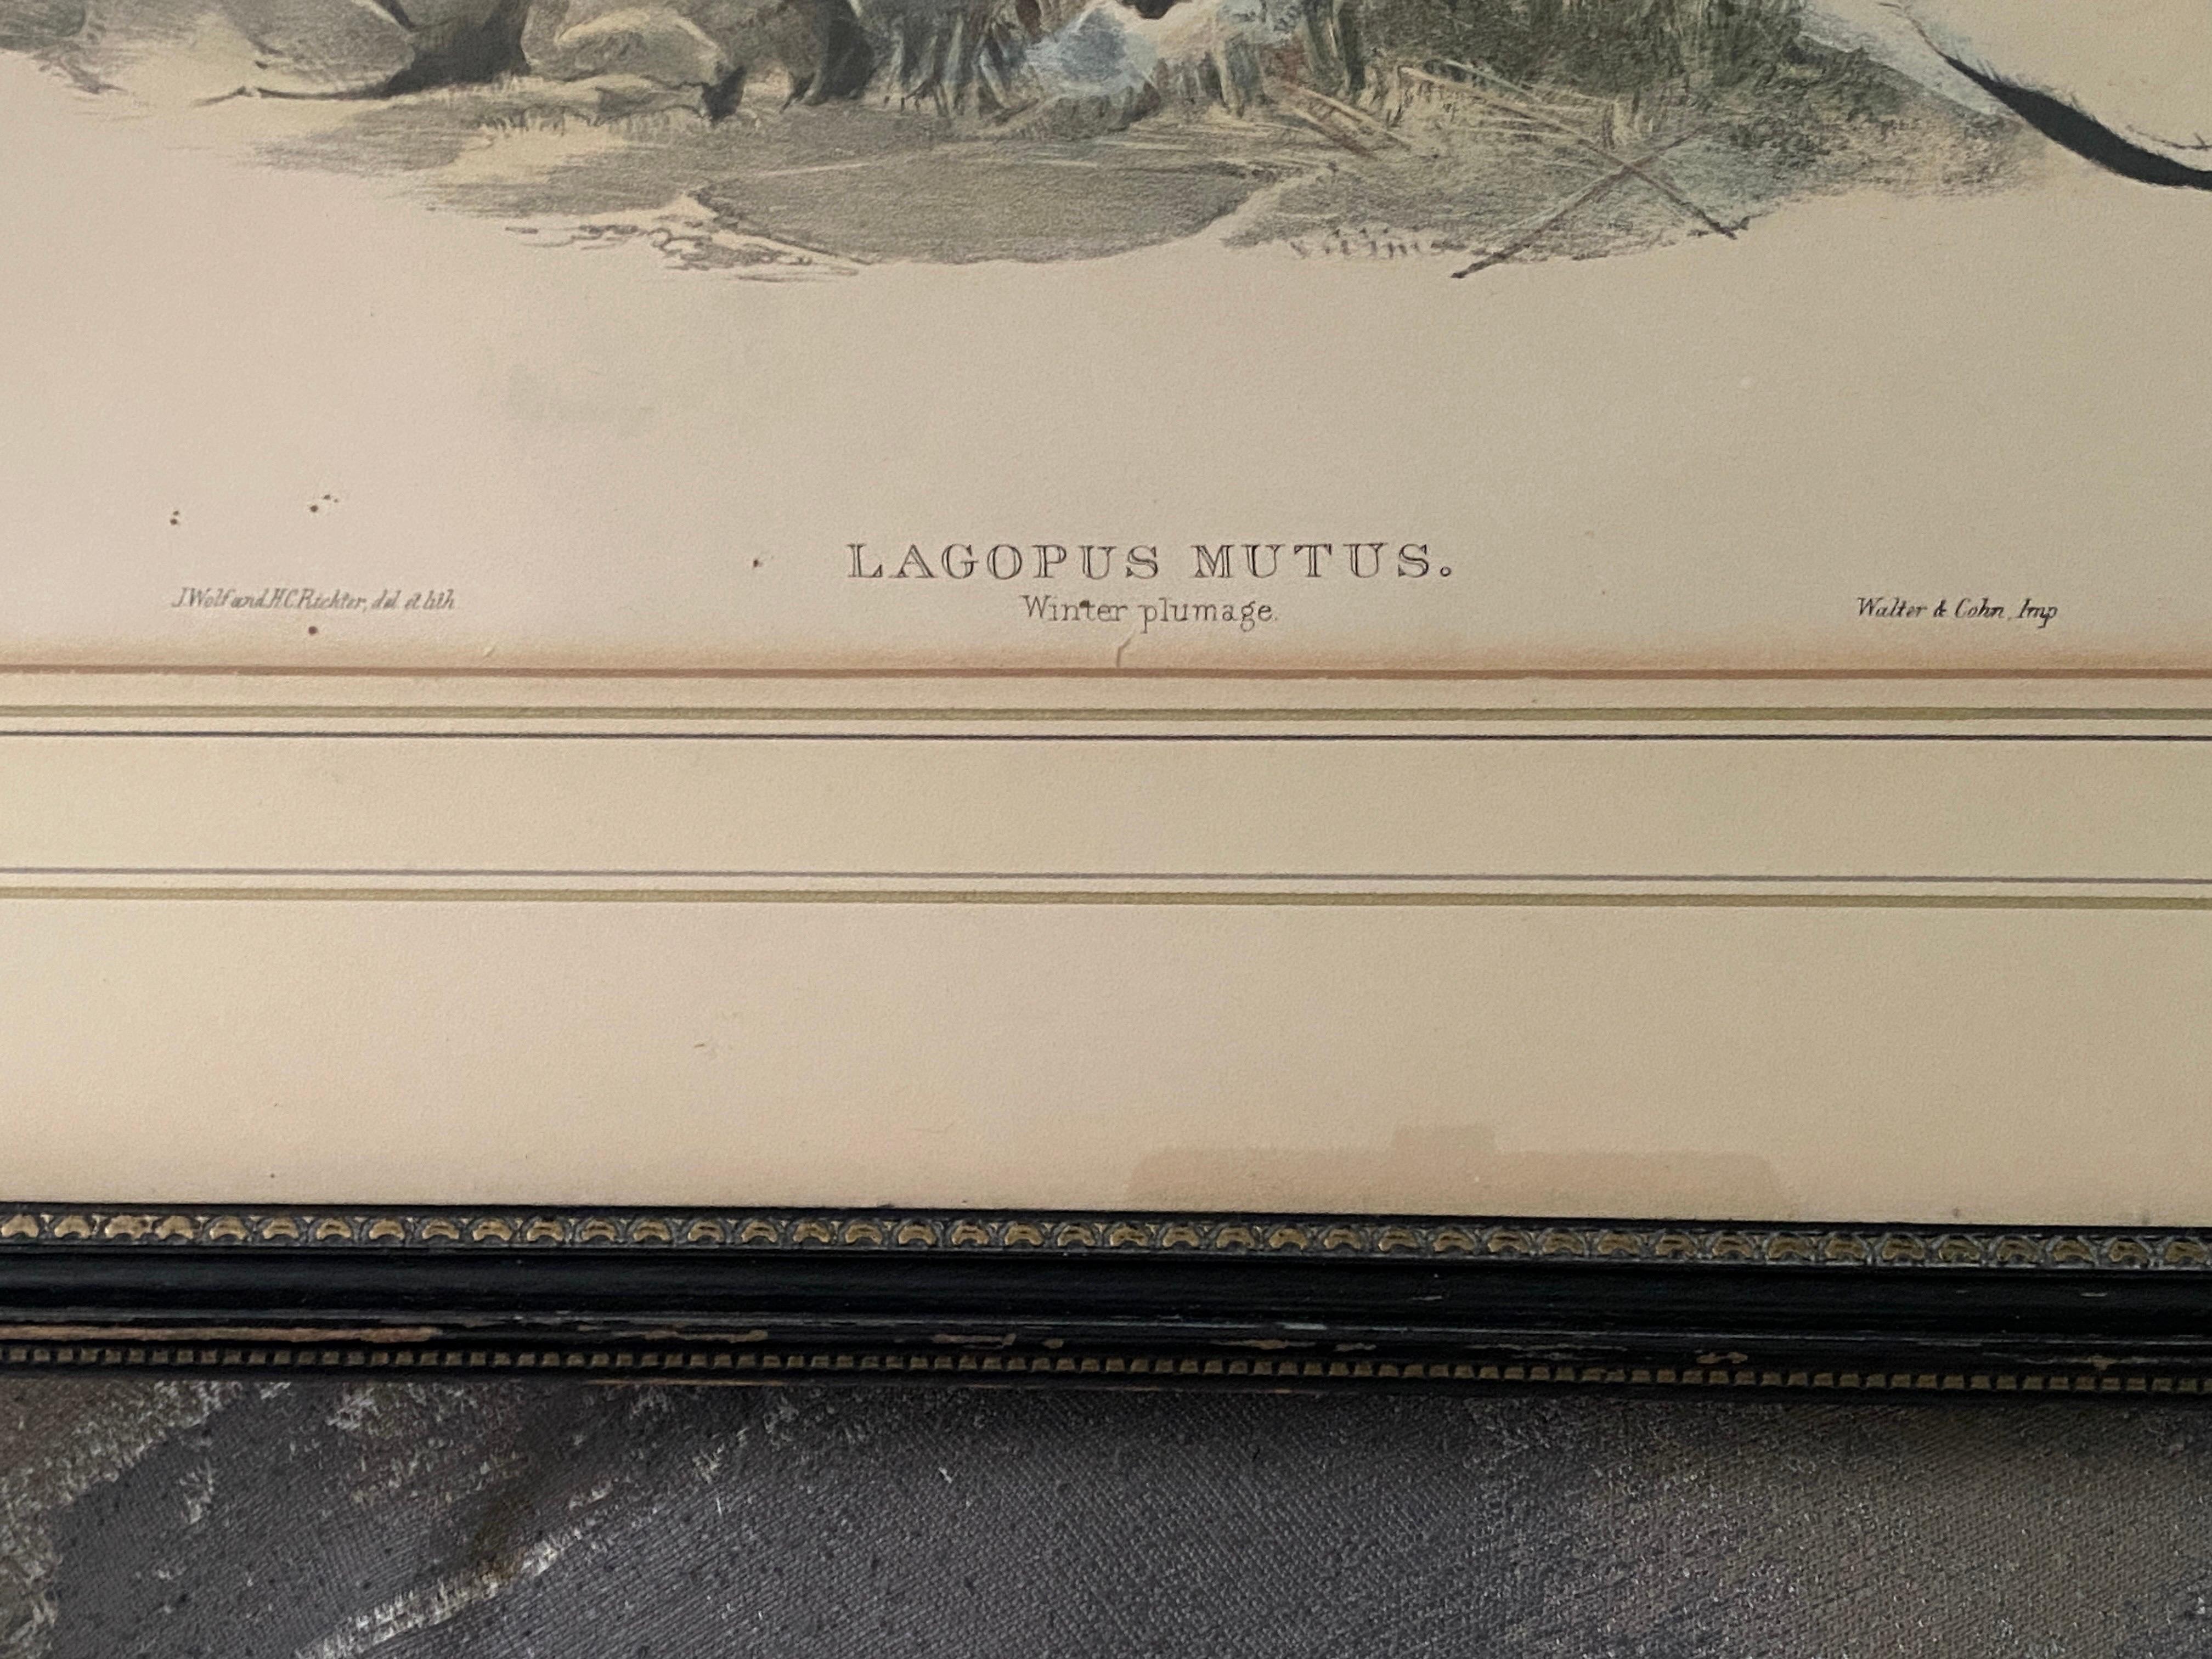 LAGOPUS MUTUS.
Winter plumage.
J.Wolf and H.C.Richter, del et lith
Walter & Cohn, Imp